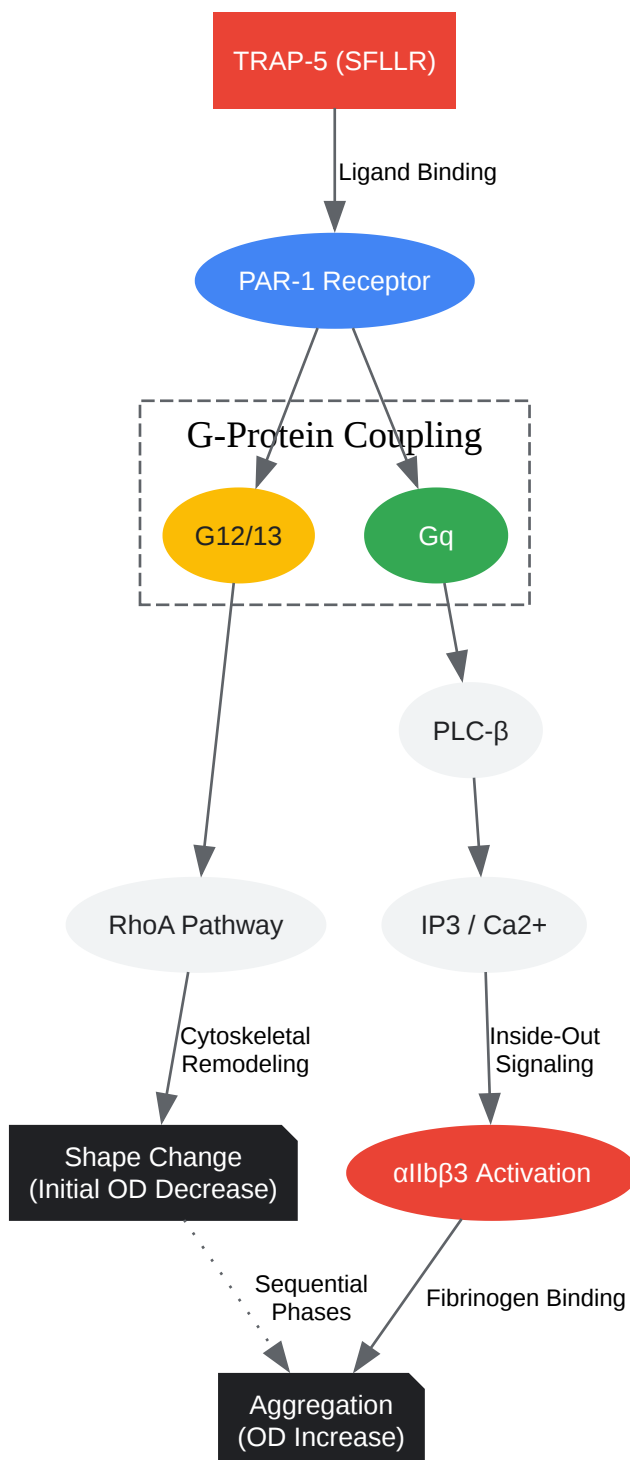 TRAP-5 (SFLLR)
Ligand Binding
PAR-1 Receptor
G-Protein Coupling
G12/13
Gq
PLC-β
RhoA Pathway
IP3 / Ca2+
Cytoskeletal
Remodeling
Inside-Out
Signaling
Shape Change
(Initial OD Decrease)
αIIbβ3 Activation
Sequential
Phases
Fibrinogen Binding
Aggregation
(OD Increase)